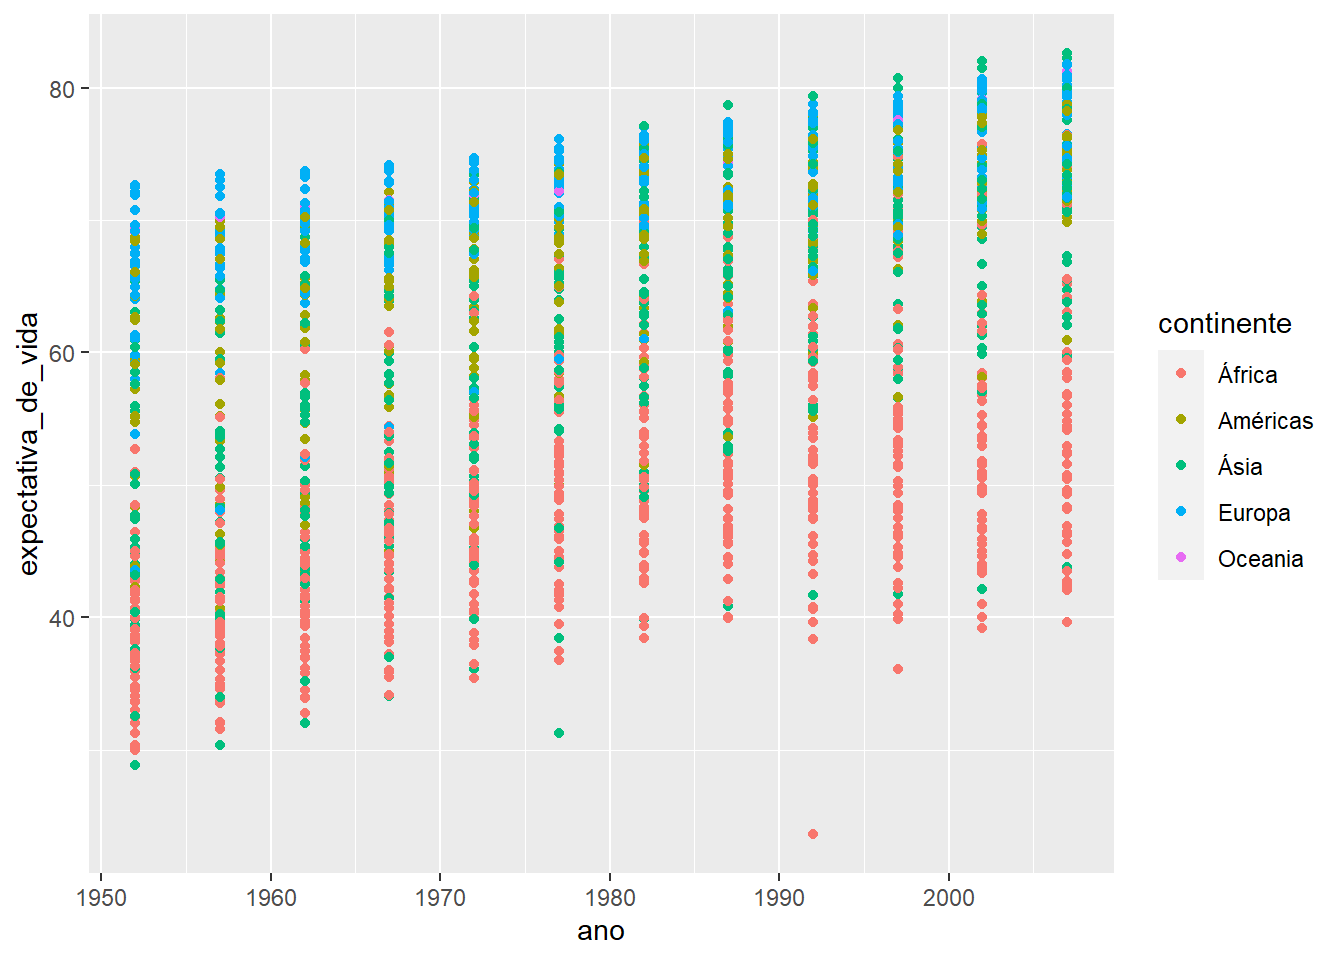 80
60
40
expectativa_de_vida
1950 1960 1970 1980 1990 2000
ano
continente
África
Américas
Ásia
Europa
Oceania